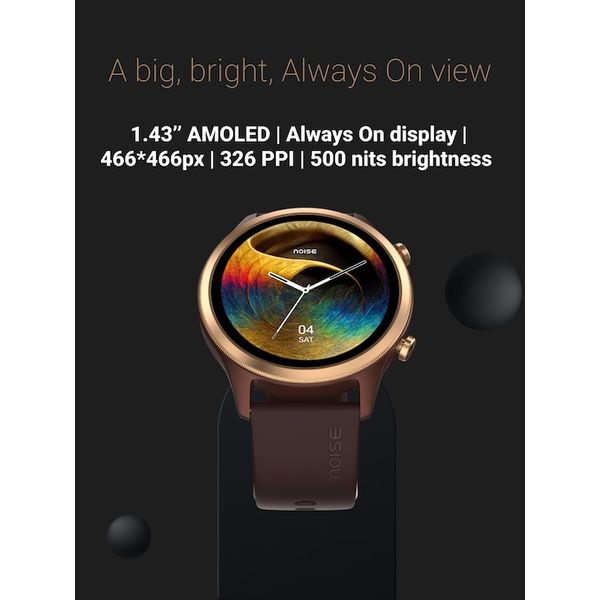 A big, bright, Always On view
1.43’’ AMOLED | Always On display |
466*466px | 326 PPI | 500 nits brightness
NOISE
04
SAT
NOISE